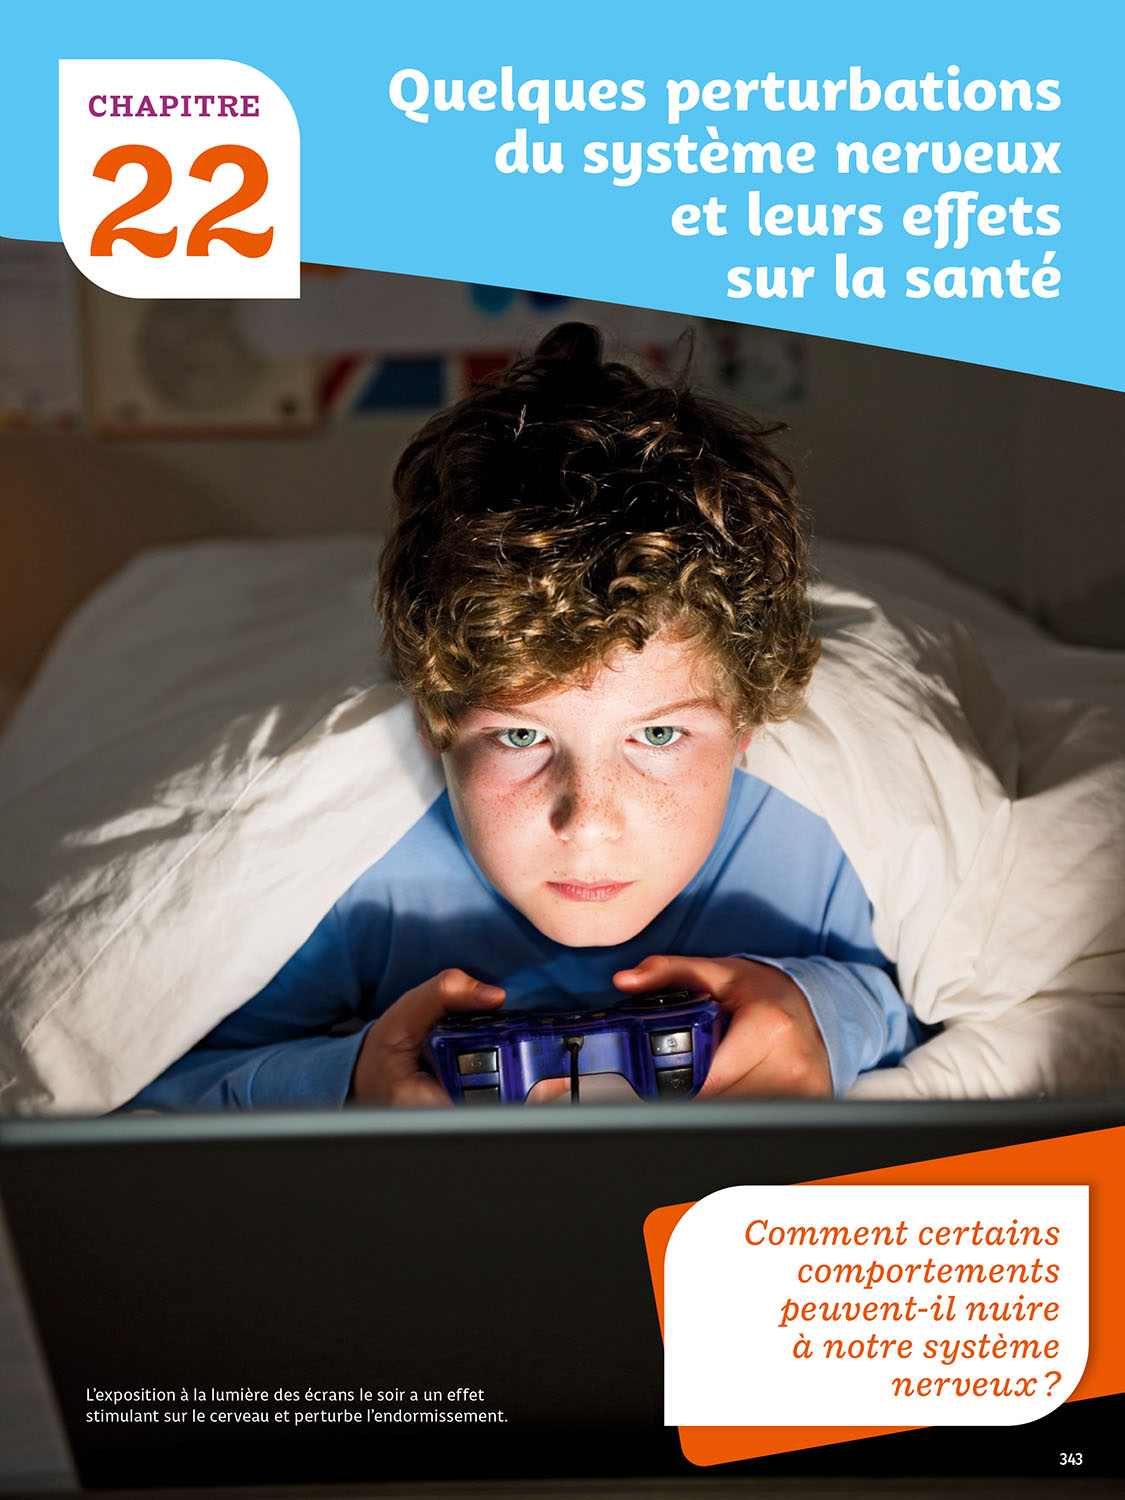 CHAPITRE
22
Quelques perturbations
du système nerveux
et leurs effets
sur la santé
Comment certains
comportements
peuvent-il nuire
à notre système
nerveux ?
L'exposition à la lumière des écrans le soir a un effet
stimulant sur le cerveau et perturbe l'endormissement.
343